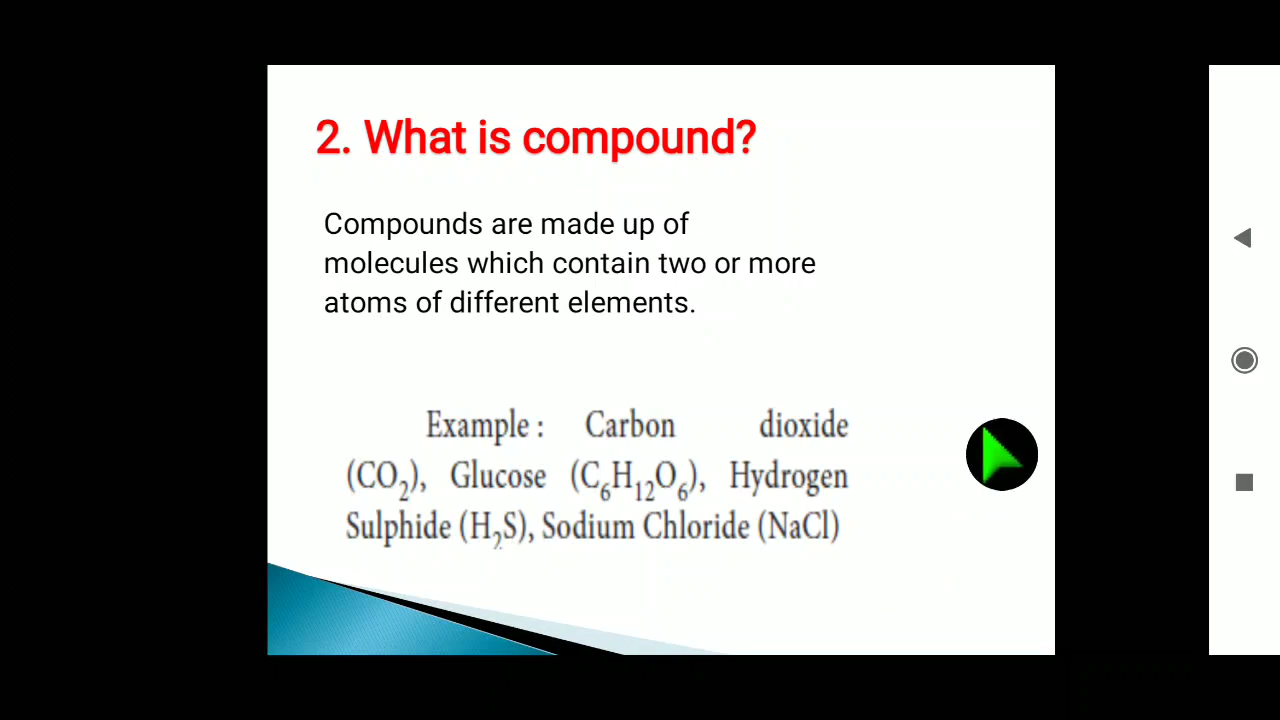 2. What is compound?
Compounds are made up of
molecules which contain two or more
atoms of different elements.
Example : Carbon dioxide
(CO₂), Glucose (C₆H₁₂O₆), Hydrogen
Sulphide (H₂S), Sodium Chloride (NaCl)